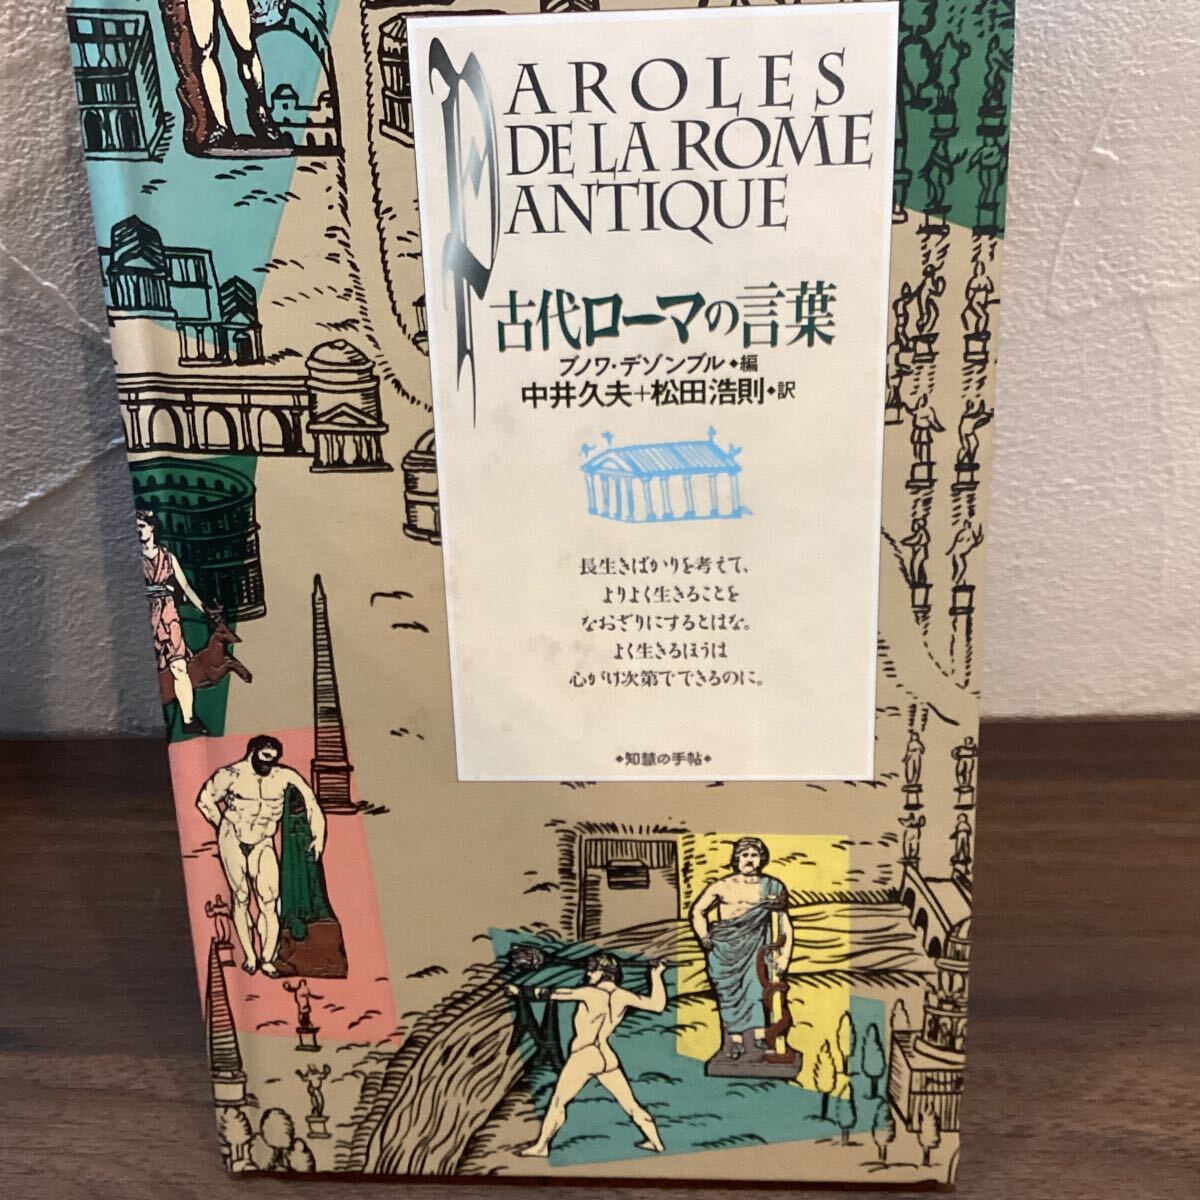 PAROLES
DE LA ROME
ANTIQUE
古代ローマの言葉
ブノワ・デゾンブル◆編
中井久夫+松田浩則◆訳
長生きばかりを考えて、
よりよく生きることを
なおざりにするとはな。
よく生きるほうは
心がけ次第でできるのに。
◆知慧の手帖◆